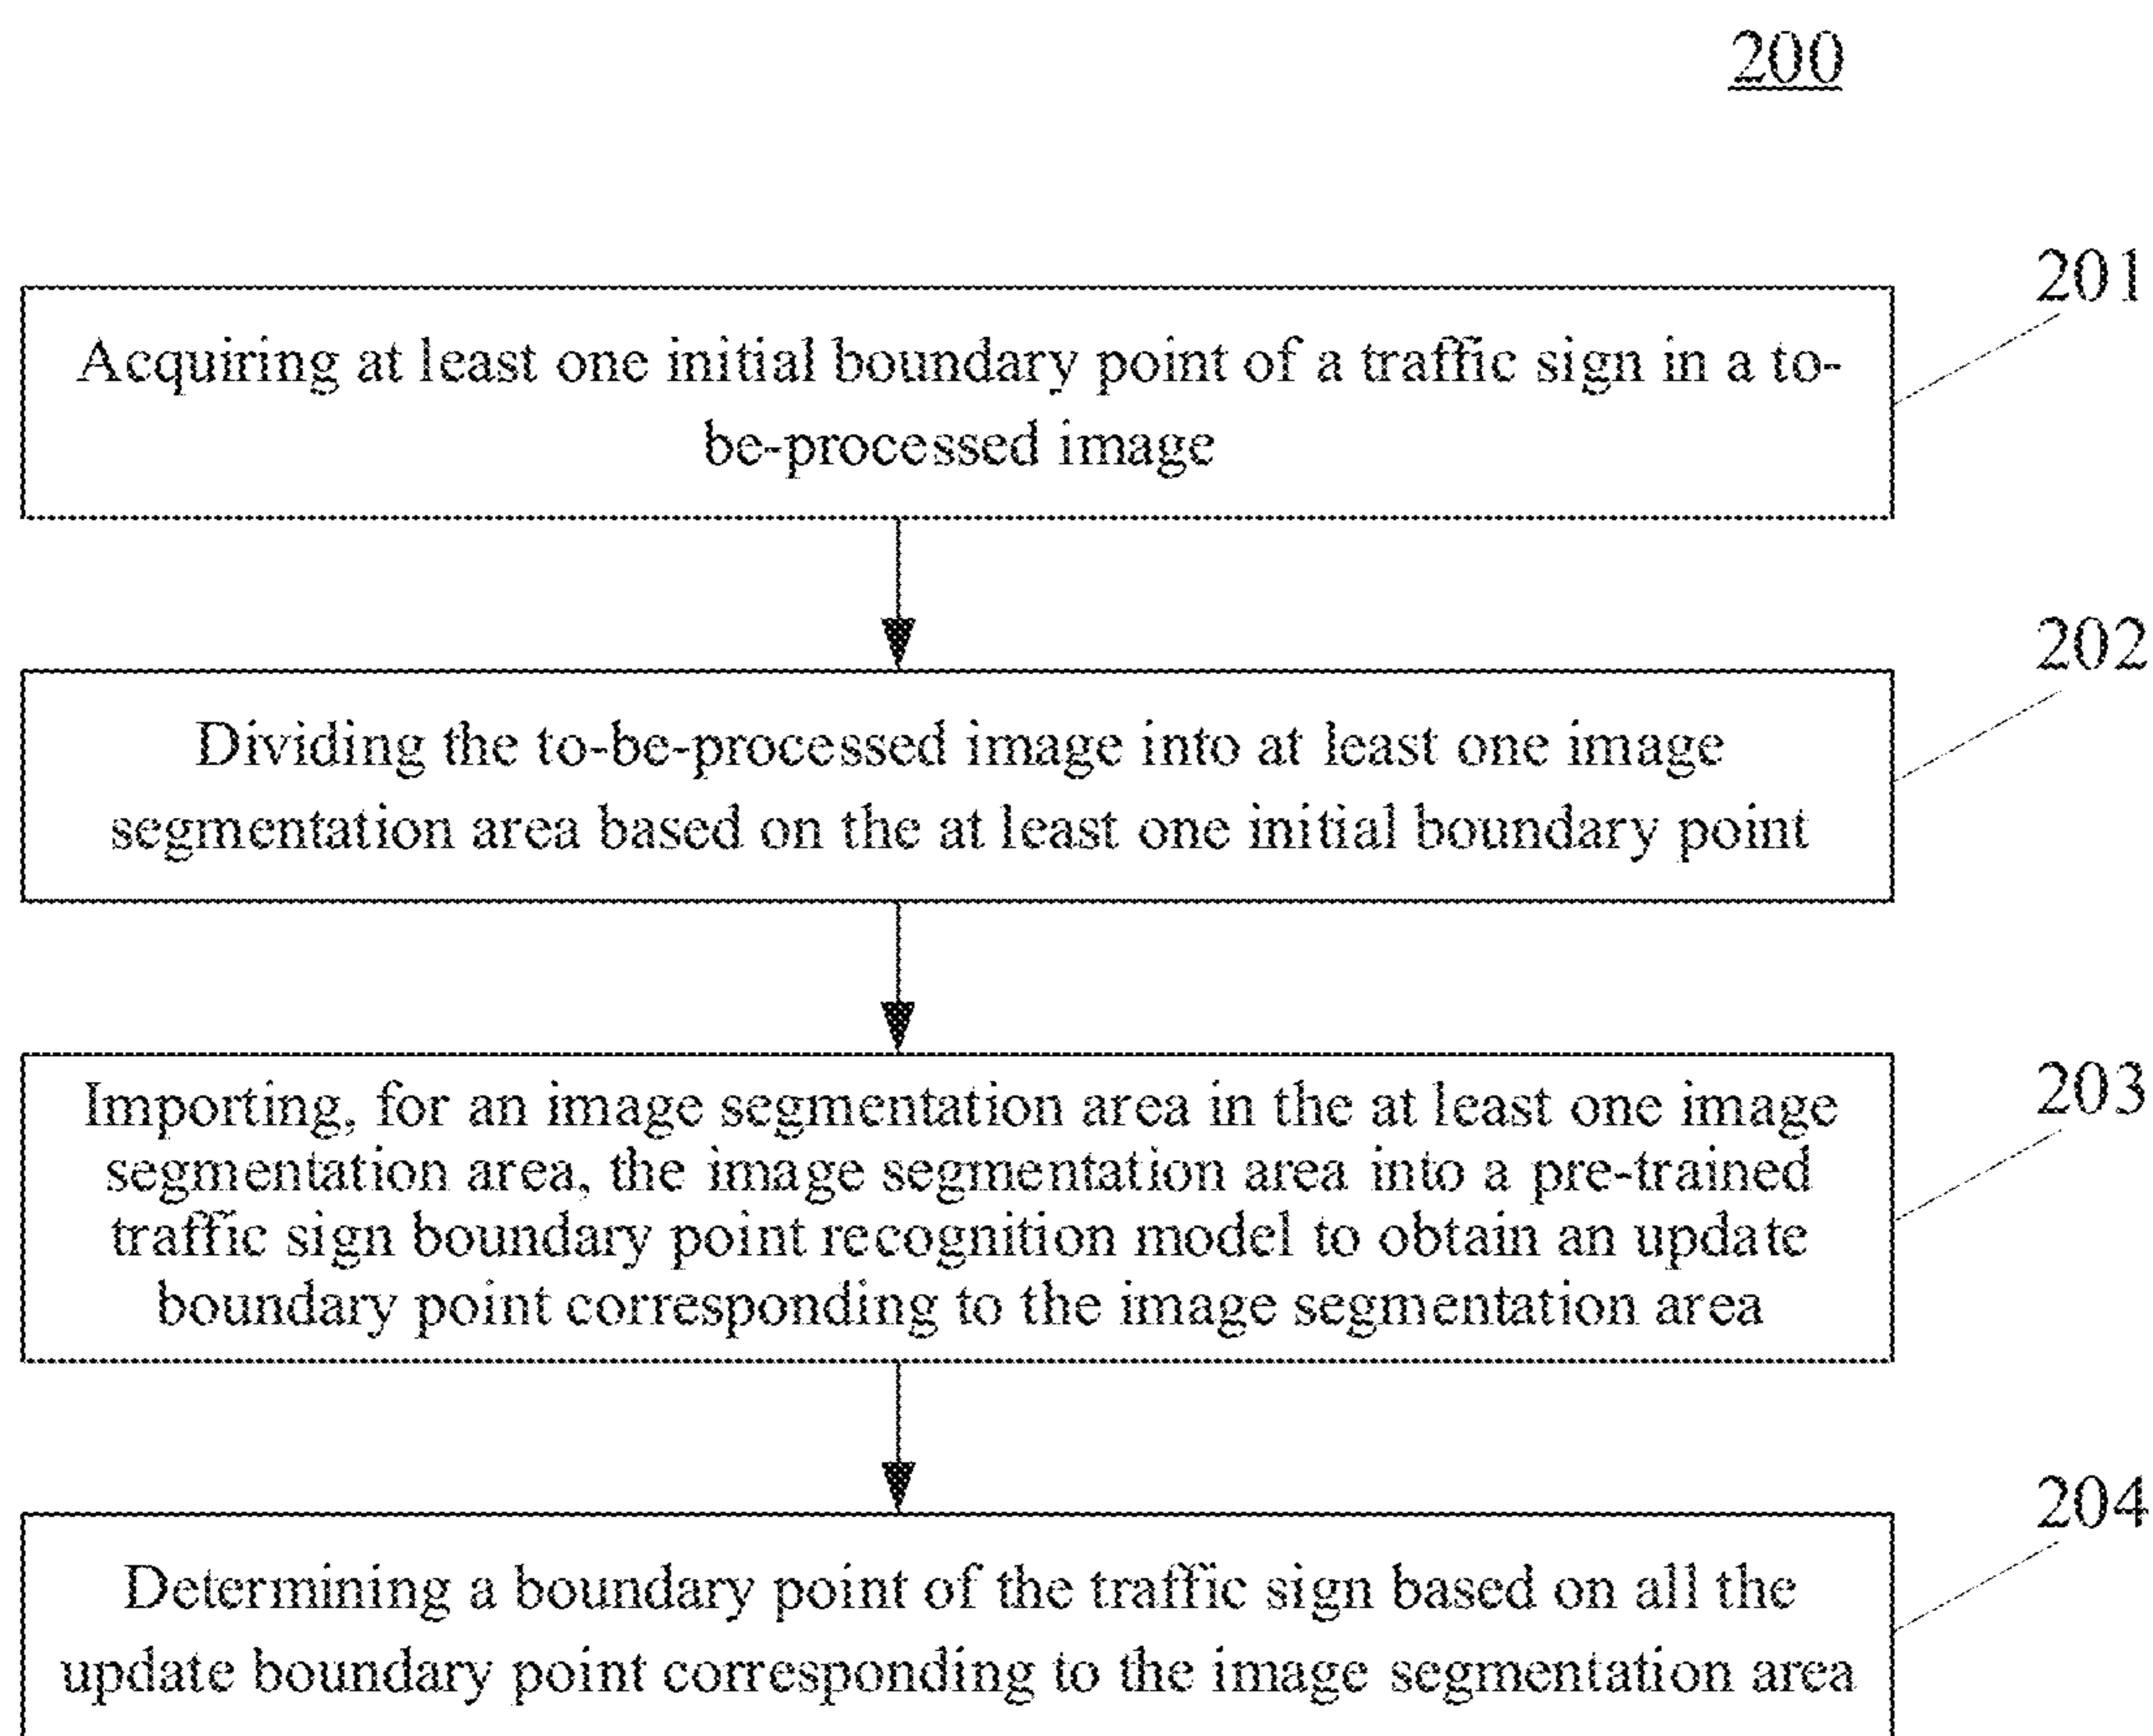 200
201
Acquiring at least one initial boundary point of a traffic sign in a to-
be-processed image
202
Dividing the to-be-processed image into at least one image
segmentation area based on the at least one initial boundary point
203
Importing, for an image segmentation area in the at least one image
segmentation area, the image segmentation area into a pre-trained
traffic sign boundary point recognition model to obtain an update
boundary point corresponding to the image segmentation area
204
Determining a boundary point of the traffic sign based on all the
update boundary point corresponding to the image segmentation area